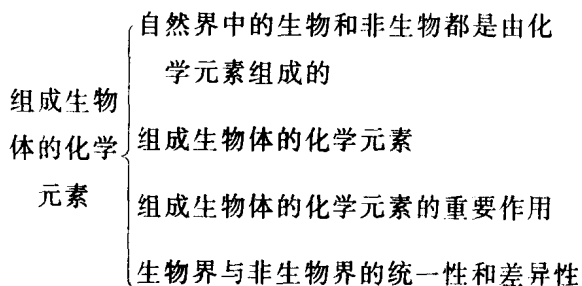 组成生物
体的化学
元素
自然界中的生物和非生物都是由化
学元素组成的
组成生物体的化学元素
组成生物体的化学元素的重要作用
生物界与非生物界的统一性和差异性